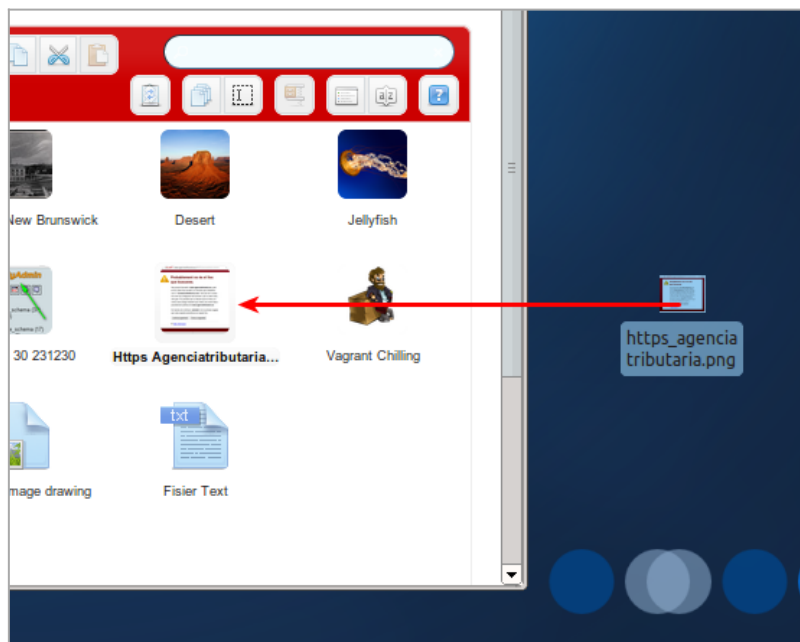 New Brunswick
Desert
Jellyfish
30 231230
Https Agenciatributaria...
Vagrant Chilling
https_agencia
tributaria.png
txt
mage drawing
Fisier Text